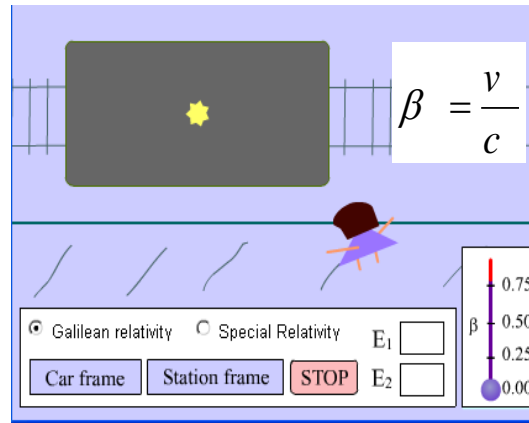 β = v/c
Galilean relativity
Special Relativity
E₁
Car frame
Station frame
STOP
E₂
β
0.75
0.50
0.25
0.00